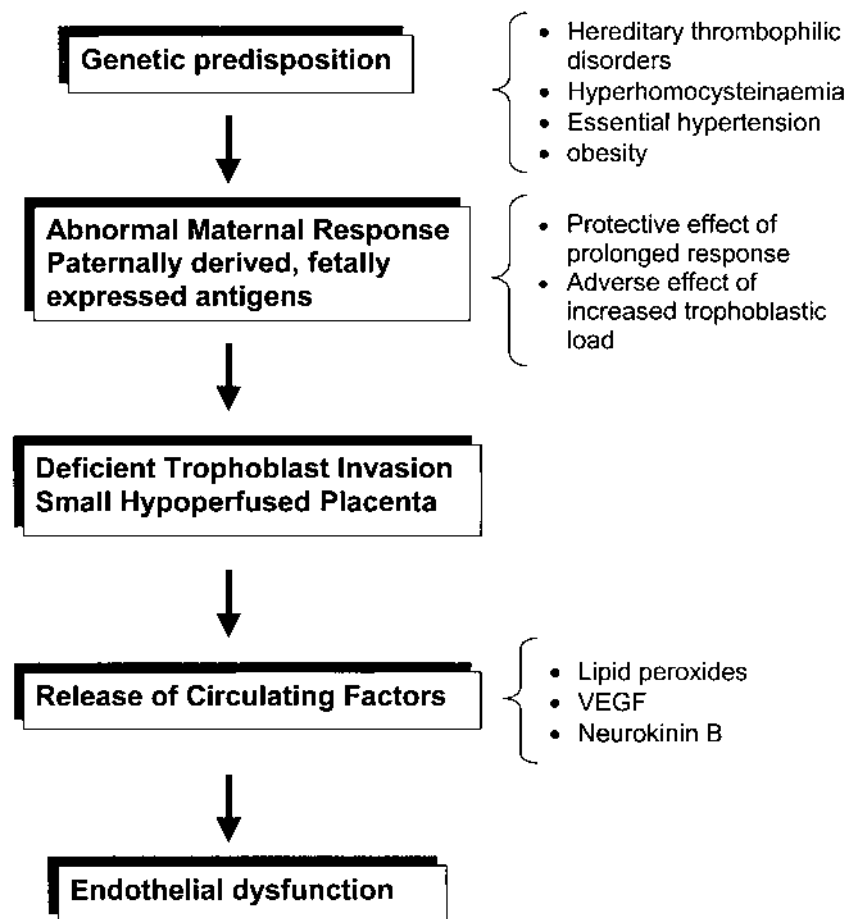 Genetic predisposition
• Hereditary thrombophilic
disorders
• Hyperhomocysteinaemia
• Essential hypertension
• obesity
Abnormal Maternal Response
Paternally derived, fetally
expressed antigens
• Protective effect of
prolonged response
• Adverse effect of
increased trophoblastic
load
Deficient Trophoblast Invasion
Small Hypoperfused Placenta
Release of Circulating Factors
• Lipid peroxides
• VEGF
• Neurokinin B
Endothelial dysfunction